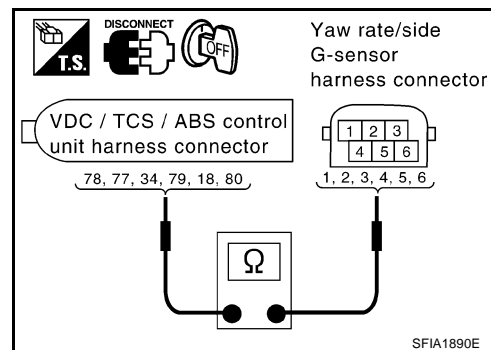 T.S.
DISCONNECT
OFF
Yaw rate/side
G-sensor
harness connector
VDC / TCS / ABS control
unit harness connector
1 2 3
4 5 6
78, 77, 34, 79, 18, 80
1, 2, 3, 4, 5, 6
Ω
SFIA1890E